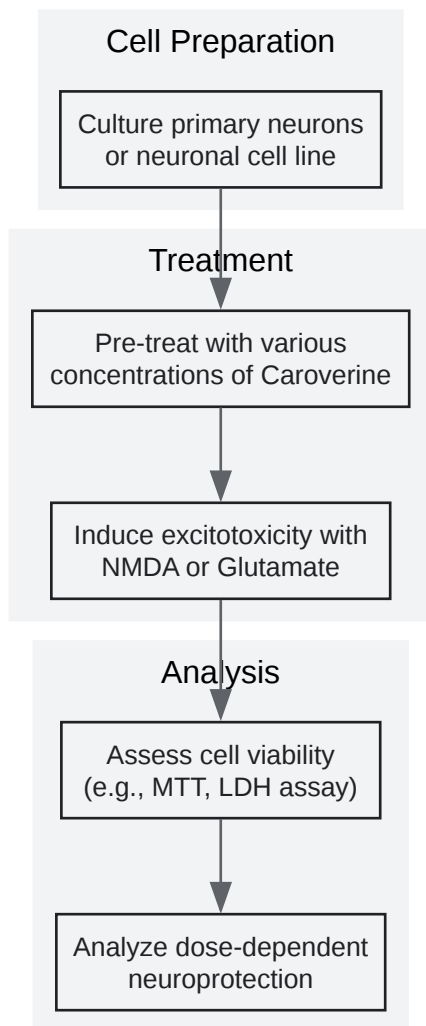 Cell Preparation
Culture primary neurons
or neuronal cell line
Treatment
Pre-treat with various
concentrations of Caroverine
Induce excitotoxicity with
NMDA or Glutamate
Analysis
Assess cell viability
(e.g., MTT, LDH assay)
Analyze dose-dependent
neuroprotection